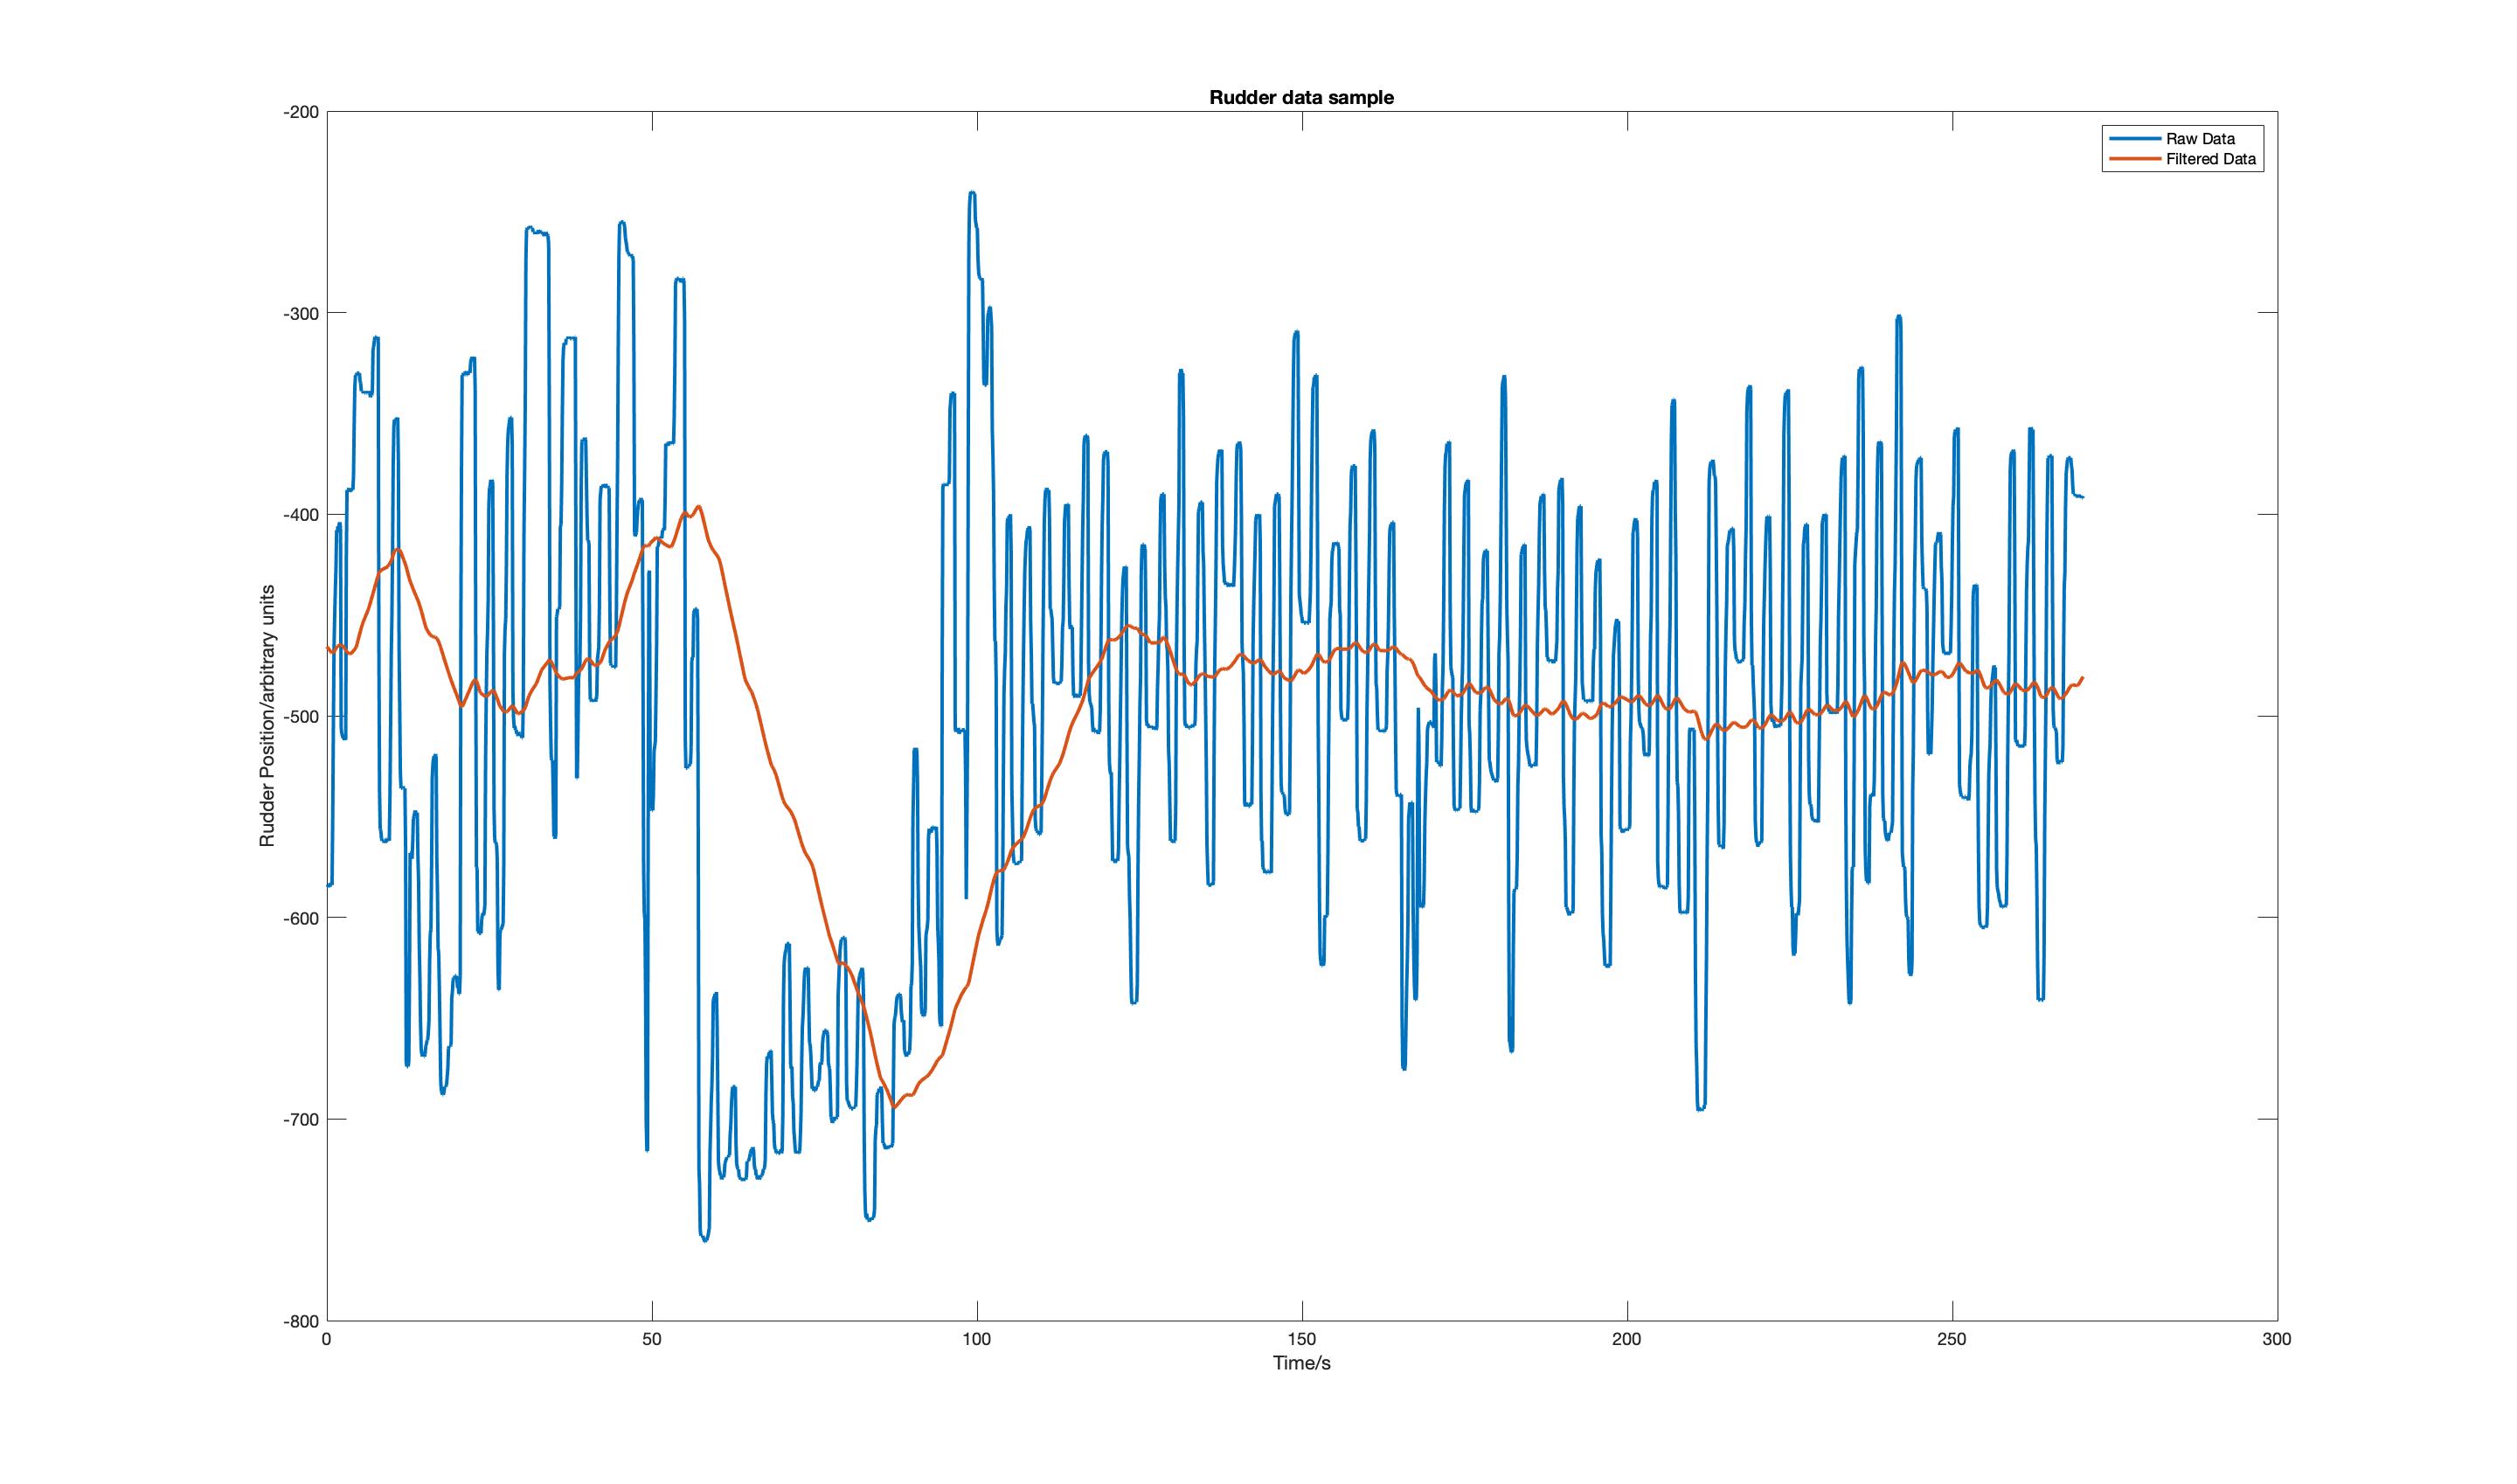 Rudder data sample
Raw Data
Filtered Data
-200
-300
-400
-500
-600
-700
-800
Rudder Position/arbitrary units
0 50 100 150 200 250 300
Time/s